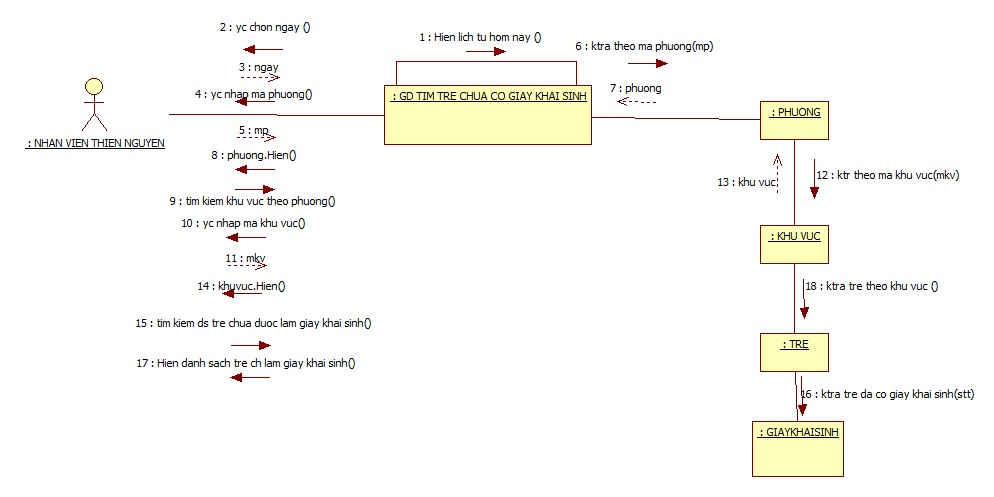 2 : yc chon ngay ()
1 : Hien lich tu hom nay ()
6 : ktra theo ma phuong(mp)
3 : ngay
7 : phuong
4 : yc nhap ma phuong()
: GD TIM TRE CHUA CO GIAY KHAI SINH
: PHUONG
5 : mp
: NHAN VIEN THIEN NGUYEN
8 : phuong.Hien()
13 : khu vuc
12 : ktr theo ma khu vuc(mkv)
9 : tim kiem khu vuc theo phuong()
10 : yc nhap ma khu vuc()
: KHU VUC
11 : mkv
14 : khuvuc.Hien()
18 : ktra tre theo khu vuc ()
15 : tim kiem ds tre chua duoc lam giay khai sinh()
: TRE
17 : Hien danh sach tre ch lam giay khai sinh()
16 : ktra tre da co giay khai sinh(stt)
: GIAYKHAISINH